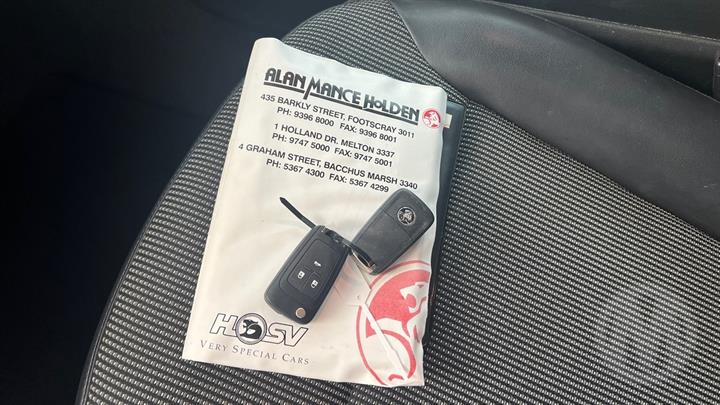 ALAN MANCE HOLDEN
435 BARKLY STREET, FOOTSCRAY 3011
PH: 9396 8000 FAX: 9396 8001
1 HOLLAND DR. MELTON 3337
PH: 9747 5000 FAX: 9747 5001
4 GRAHAM STREET, BACCHUS MARSH 3340
PH: 5367 4300 FAX: 5367 4299
HSV
VERY SPECIAL CARS